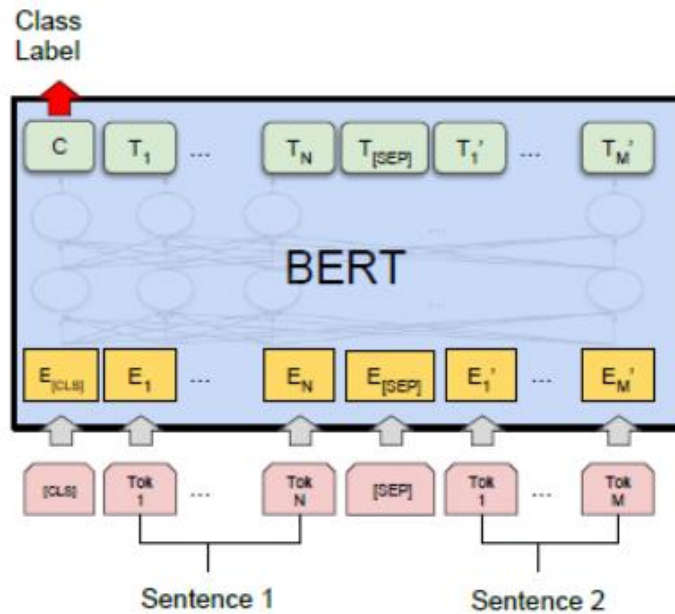 Class
Label
C T1 ... TN T[SEP] T1' ... TM'
...
BERT
...
E[CLS] E1 ... EN E[SEP] E1' ... EM'
[CLS] Tok 1 ... Tok N [SEP] Tok 1 ... Tok M
Sentence 1 Sentence 2